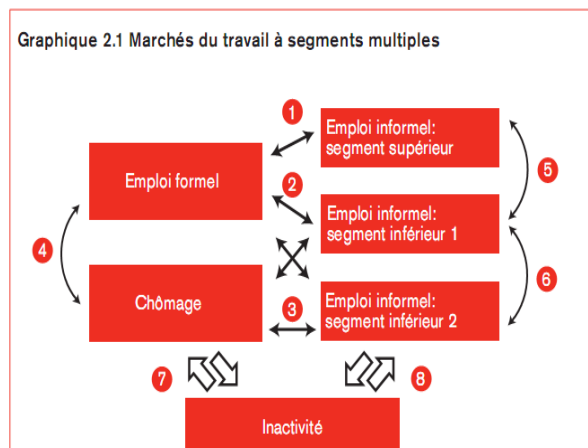 Graphique 2.1 Marchés du travail à segments multiples
1
Emploi informel:
segment supérieur
Emploi formel
2
5
Emploi informel:
segment inférieur 1
4
Chômage
3
Emploi informel:
segment inférieur 2
6
7
8
Inactivité